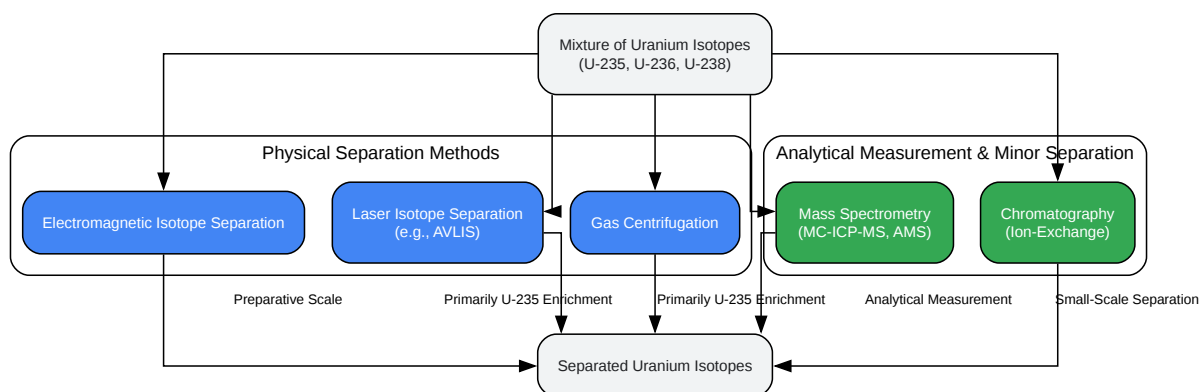 Mixture of Uranium Isotopes
(U-235, U-236, U-238)
Physical Separation Methods
Analytical Measurement & Minor Separation
Electromagnetic Isotope Separation
Laser Isotope Separation
(e.g., AVLIS)
Gas Centrifugation
Mass Spectrometry
(MC-ICP-MS, AMS)
Chromatography
(Ion-Exchange)
Preparative Scale
Primarily U-235 Enrichment
Primarily U-235 Enrichment
Analytical Measurement
Small-Scale Separation
Separated Uranium Isotopes